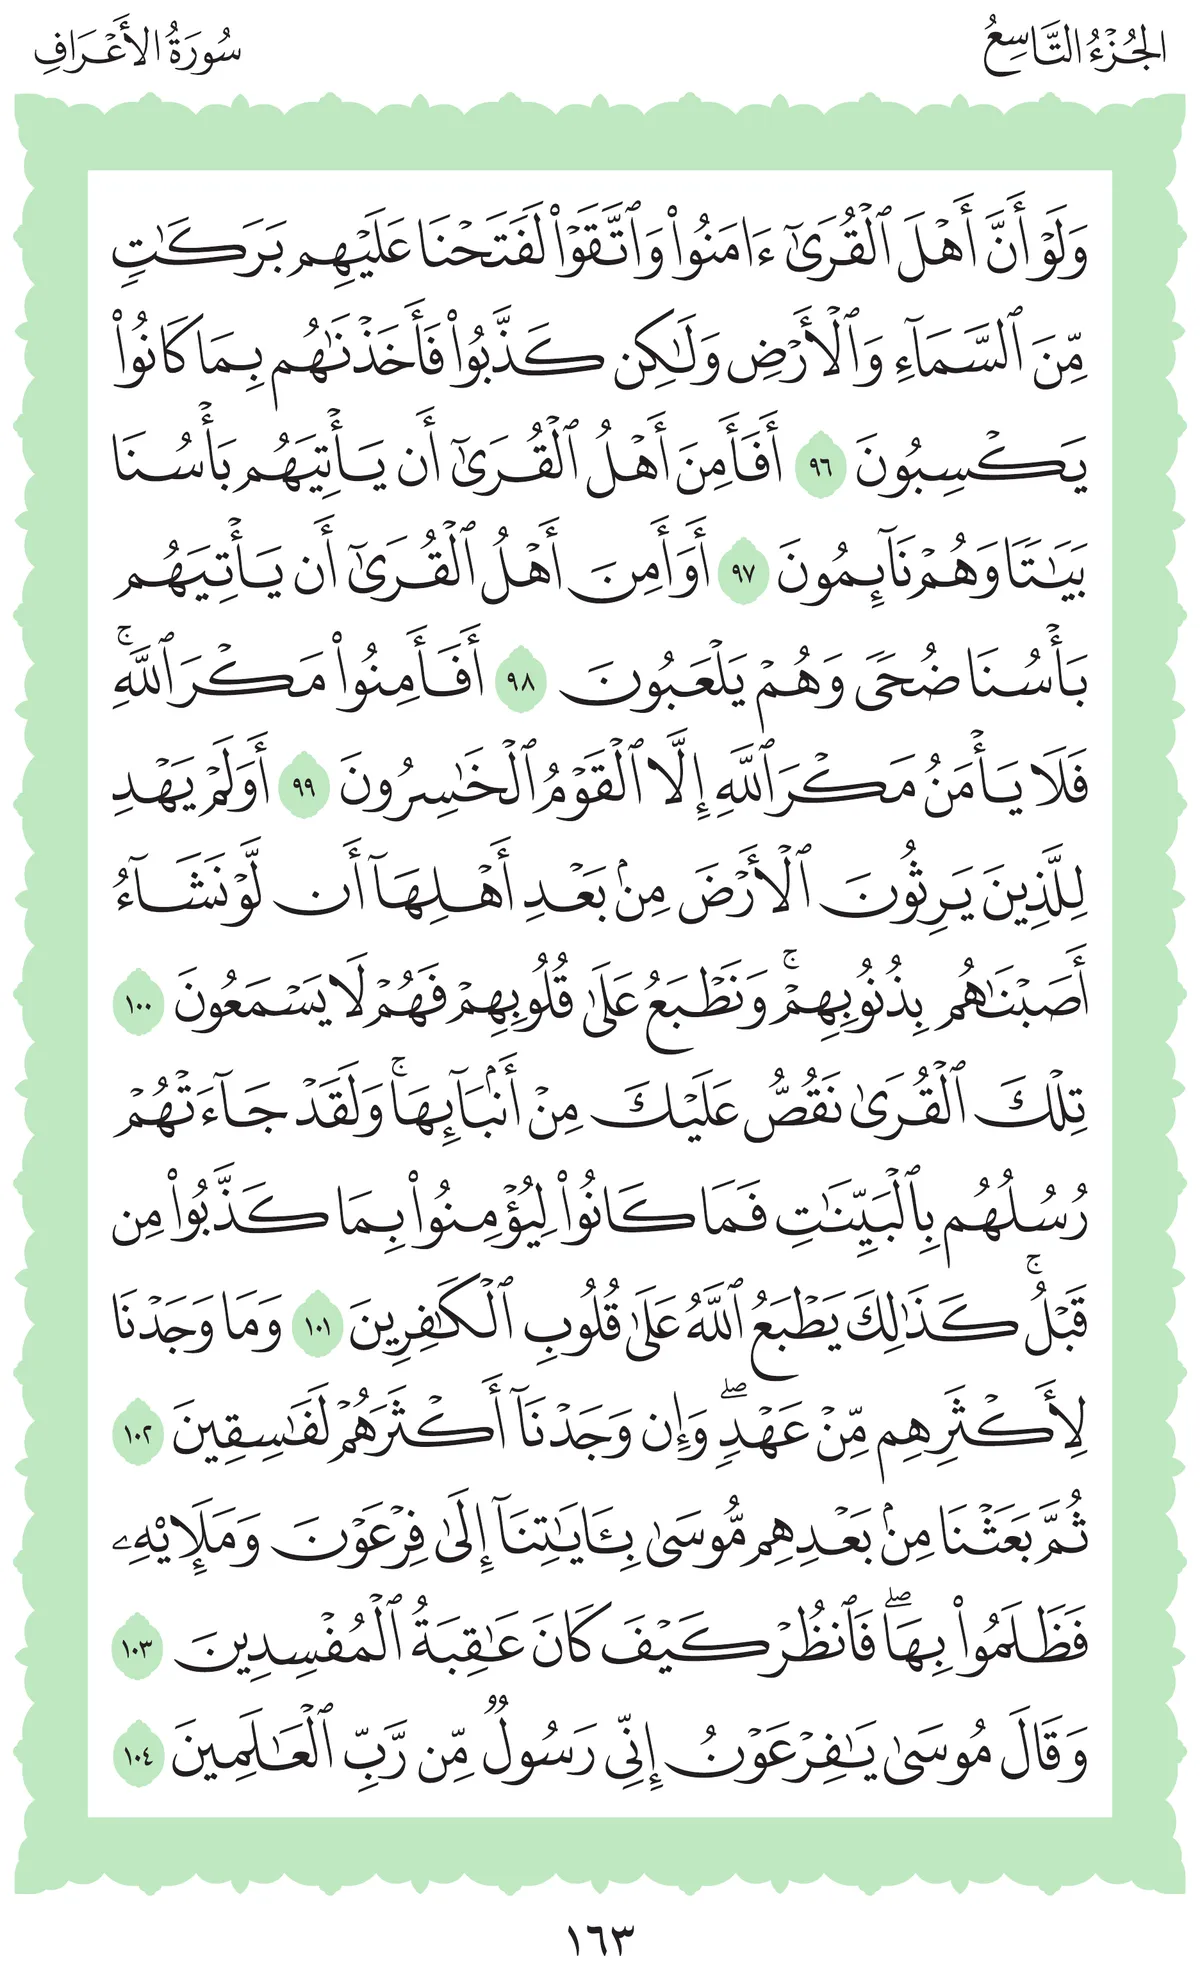 الجُزْءُ التَّاسِعُ
سُورَةُ الأَعْرَافِ
وَلَوْ أَنَّ أَهْلَ ٱلْقُرَىٰٓ ءَامَنُوا۟ وَٱتَّقَوْا۟ لَفَتَحْنَا عَلَيْهِم بَرَكَـٰتٍ
مِّنَ ٱلسَّمَآءِ وَٱلْأَرْضِ وَلَـٰكِن كَذَّبُوا۟ فَأَخَذْنَـٰهُم بِمَا كَانُوا۟
يَكْسِبُونَ ٩٦ أَفَأَمِنَ أَهْلُ ٱلْقُرَىٰٓ أَن يَأْتِيَهُم بَأْسُنَا
بَيَـٰتًا وَهُمْ نَآئِمُونَ ٩٧ أَوَأَمِنَ أَهْلُ ٱلْقُرَىٰٓ أَن يَأْتِيَهُم
بَأْسُنَا ضُحًى وَهُمْ يَلْعَبُونَ ٩٨ أَفَأَمِنُوا۟ مَكْرَ ٱللَّهِ ۚ
فَلَا يَأْمَنُ مَكْرَ ٱللَّهِ إِلَّا ٱلْقَوْمُ ٱلْخَـٰسِرُونَ ٩٩ أَوَلَمْ يَهْدِ
لِلَّذِينَ يَرِثُونَ ٱلْأَرْضَ مِنۢ بَعْدِ أَهْلِهَآ أَن لَّوْ نَشَآءُ
أَصَبْنَـٰهُم بِذُنُوبِهِمْ ۚ وَنَطْبَعُ عَلَىٰ قُلُوبِهِمْ فَهُمْ لَا يَسْمَعُونَ ١٠٠
تِلْكَ ٱلْقُرَىٰ نَقُصُّ عَلَيْكَ مِنْ أَنۢبَآئِهَا ۚ وَلَقَدْ جَآءَتْهُمْ
رُسُلُهُم بِٱلْبَيِّنَـٰتِ فَمَا كَانُوا۟ لِيُؤْمِنُوا۟ بِمَا كَذَّبُوا۟ مِن
قَبْلُ ۚ كَذَٰلِكَ يَطْبَعُ ٱللَّهُ عَلَىٰ قُلُوبِ ٱلْكَـٰفِرِينَ ١٠١ وَمَا وَجَدْنَا
لِأَكْثَرِهِم مِّنْ عَهْدٍ ۖ وَإِن وَجَدْنَآ أَكْثَرَهُمْ لَفَـٰسِقِينَ ١٠٢
ثُمَّ بَعَثْنَا مِنۢ بَعْدِهِم مُّوسَىٰ بِـَٔايَـٰتِنَآ إِلَىٰ فِرْعَوْنَ وَمَلَإِي۟هِۦ
فَظَلَمُوا۟ بِهَا ۖ فَٱنظُرْ كَيْفَ كَانَ عَـٰقِبَةُ ٱلْمُفْسِدِينَ ١٠٣
وَقَالَ مُوسَىٰ يَـٰفِرْعَوْنُ إِنِّى رَسُولٌ مِّن رَّبِّ ٱلْعَـٰلَمِينَ ١٠٤
١٦٣